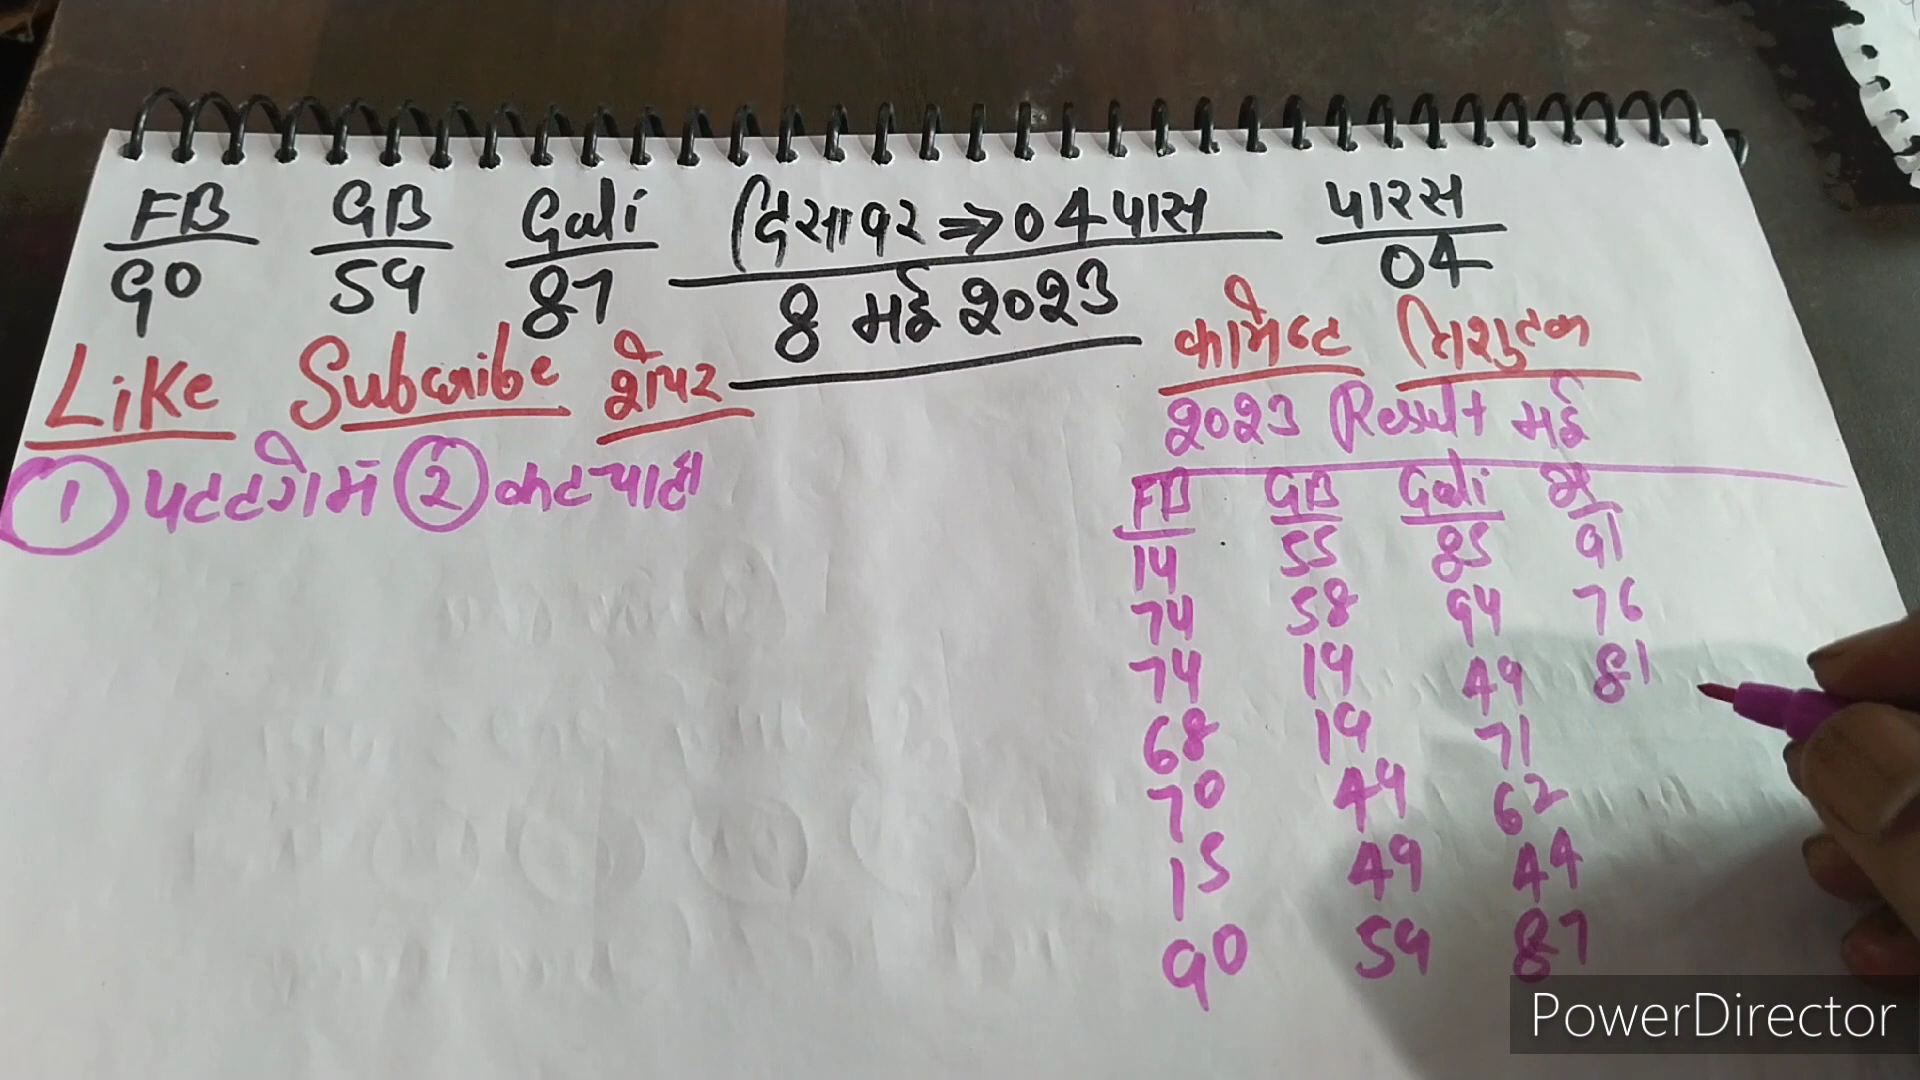 FB GB Gali दिसावर ⇒ 04 पास पारस
90 59 87 8 मई 2023 04
Like Subcribe शेयर कामेण्ट
2023 Result मई
① पटटगेम ② कटचाटा
FB GB Gali
14 55 85 91
74 58 94 76
74 19 49 81
68 19 71
70 49 62
15 49 44
90 59 87
PowerDirector